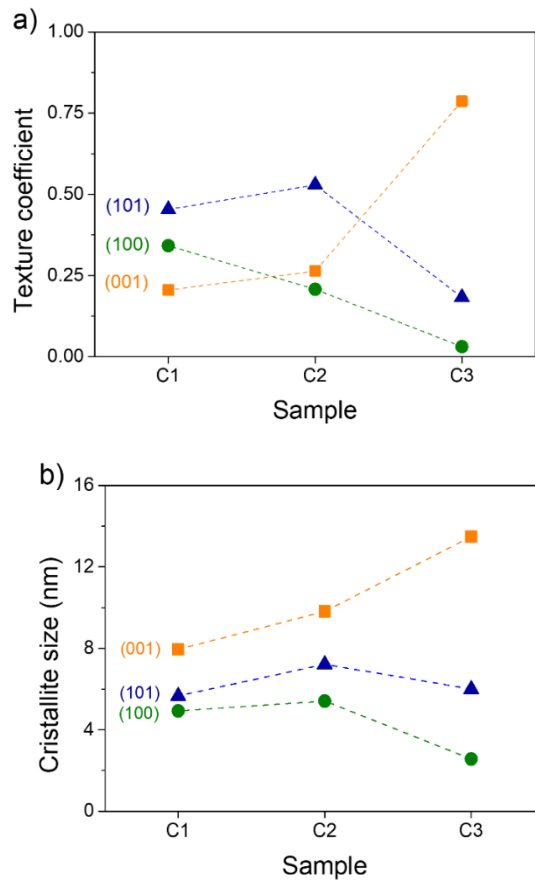 a)
1.00
0.75
0.50
0.25
0.00
Texture coefficient
(101)
(100)
(001)
C1 C2 C3
Sample
b)
16
12
8
4
0
Cristallite size (nm)
(001)
(101)
(100)
C1 C2 C3
Sample